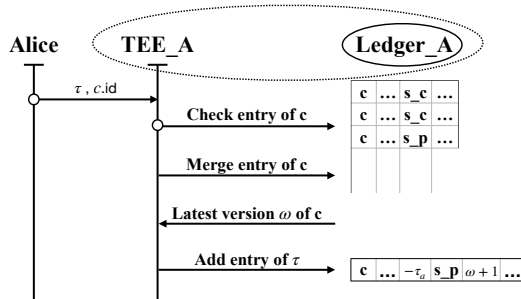 Alice TEE_A Ledger_A
τ , c.id
Check entry of c
c ... s_c ...
c ... s_c ...
c ... s_p ...
Merge entry of c
Latest version ω of c
Add entry of τ
c ... −τₐ s_p ω + 1 ...